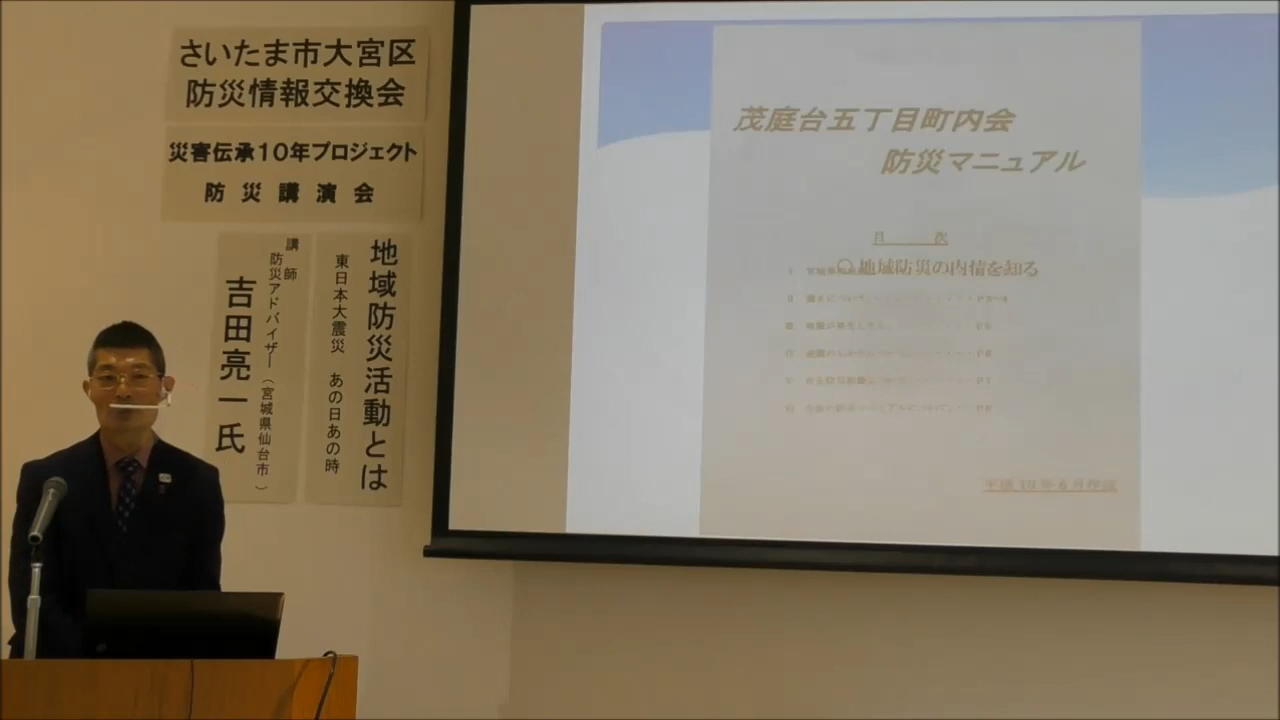 さいたま市大宮区
防災情報交換会
災害伝承10年プロジェクト
防災講演会
地域防災活動とは
東日本大震災 あの日あの時
講師
防災アドバイザー(宮城県仙台市)
吉田亮一氏
茂庭台五丁目町内会
防災マニュアル
目 次
○地域防災の内情を知る